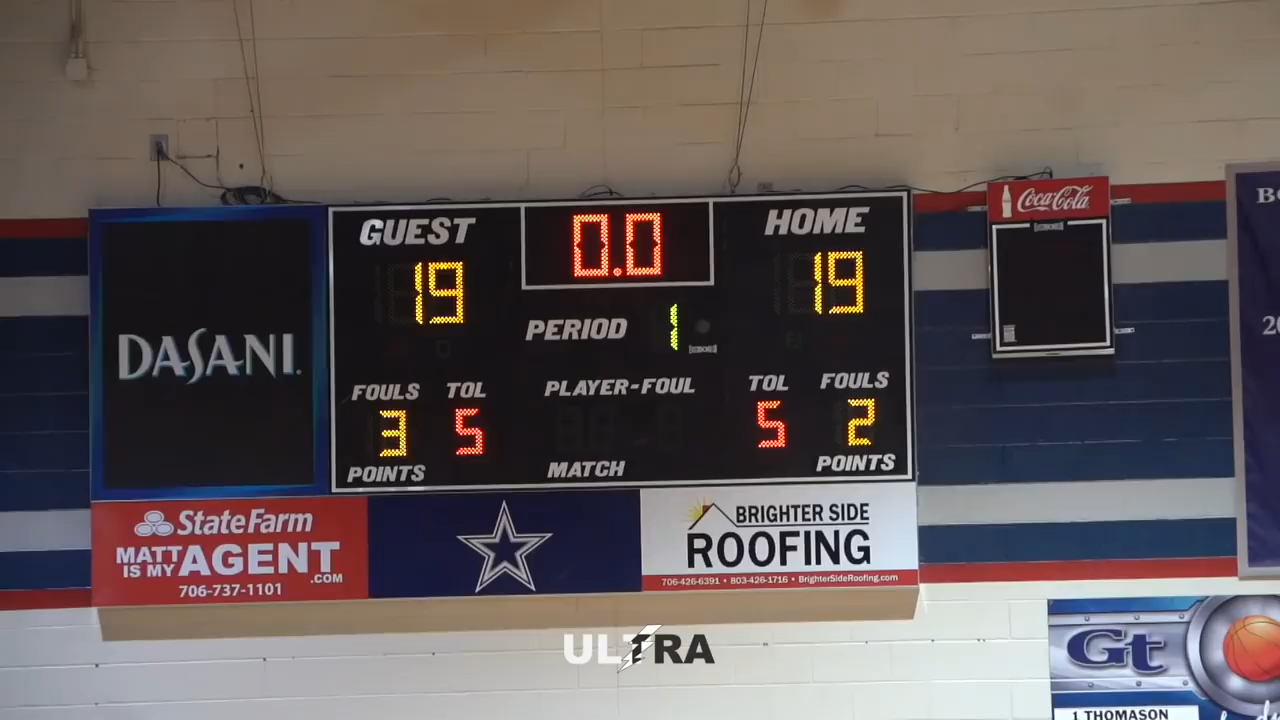 GUEST
0.0
HOME
19
19
PERIOD
1
FOULS
TOL
PLAYER-FOUL
TOL
FOULS
3
5
5
2
POINTS
MATCH
POINTS
DASANI.
Coca-Cola
StateFarm
MATT
IS MY
AGENT
.COM
706-737-1101
BRIGHTER SIDE
ROOFING
706-426-6391 • 803-426-1716 • BrighterSideRoofing.com
ULTRA
Gt
1 THOMASON